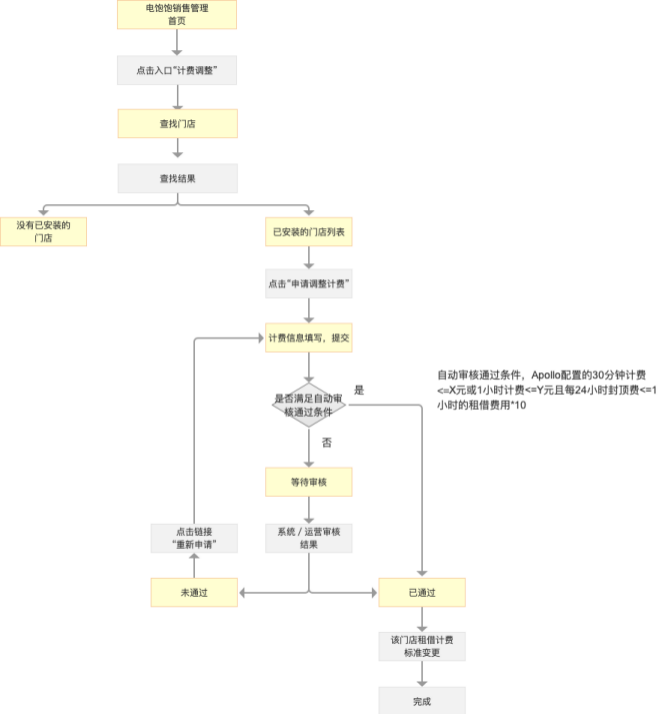 电饱饱销售管理
首页
点击入口“计费调整”
查找门店
查找结果
没有已安装的
门店
已安装的门店列表
点击“申请调整计费”
计费信息填写，提交
自动审核通过条件，Apollo配置的30分钟计费
<=X元或1小时计费<=Y元且每24小时封顶费<=1
小时的租借费用*10
是
是否满足自动审
核通过条件
否
等待审核
点击链接
“重新申请”
系统 / 运营审核
结果
未通过
已通过
该门店租借计费
标准变更
完成